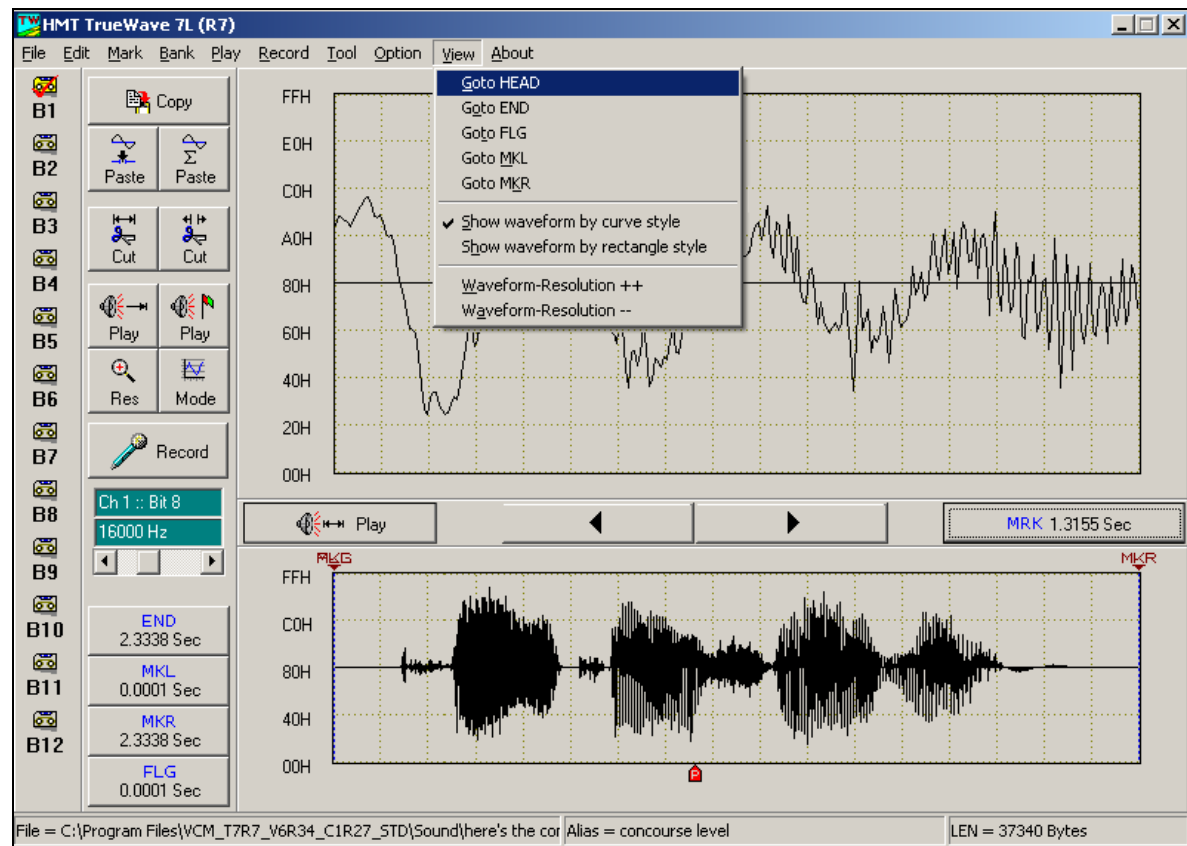 HMT TrueWave 7L (R7)
File Edit Mark Bank Play Record Tool Option View About
Goto HEAD
Goto END
Goto FLG
Goto MKL
Goto MKR
Show waveform by curve style
Show waveform by rectangle style
Waveform-Resolution ++
Waveform-Resolution --
B1
B2
B3
B4
B5
B6
B7
B8
B9
B10
B11
B12
Copy
Paste Paste
Cut Cut
Play Play
Res Mode
Record
Ch 1 :: Bit 8
16000 Hz
END
2.3338 Sec
MKL
0.0001 Sec
MKR
2.3338 Sec
FLG
0.0001 Sec
FFH
E0H
C0H
A0H
80H
60H
40H
20H
00H
Play
MRK 1.3155 Sec
MKR
FFH
C0H
80H
40H
00H
P
File = C:\Program Files\VCM_T7R7_V6R34_C1R27_STD\Sound\here's the cor
Alias = concourse level
LEN = 37340 Bytes